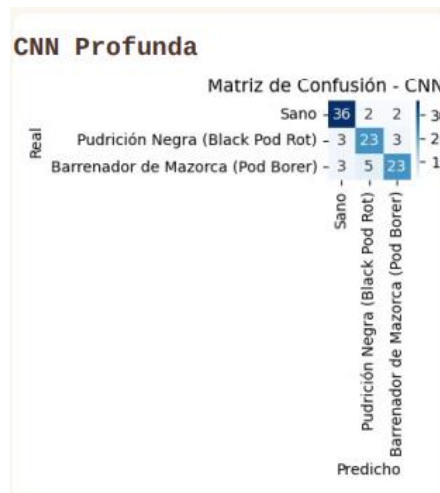 CNN Profunda
Matriz de Confusión - CNN
Real
Sano 36 2 2
Pudrición Negra (Black Pod Rot) 3 23 3
Barrenador de Mazorca (Pod Borer) 3 5 23
Sano
Pudrición Negra (Black Pod Rot)
Barrenador de Mazorca (Pod Borer)
Predicho